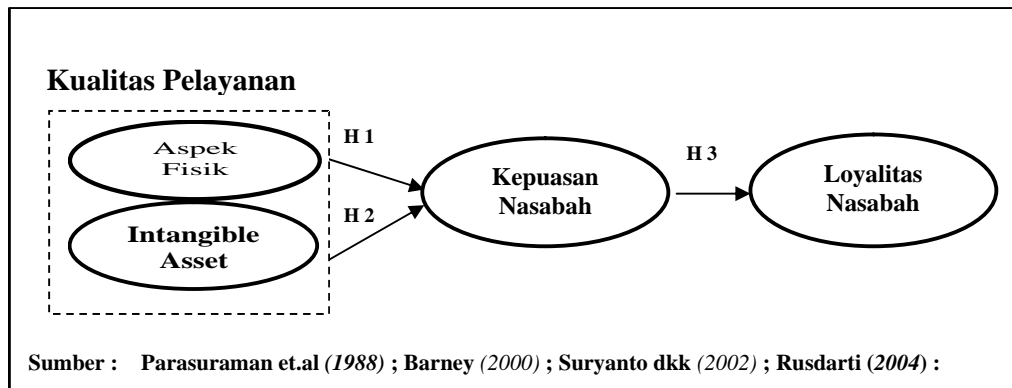 Kualitas Pelayanan
Aspek
Fisik
Intangible
Asset
H 1
H 2
Kepuasan
Nasabah
H 3
Loyalitas
Nasabah
Sumber : Parasuraman et.al (1988) ; Barney (2000) ; Suryanto dkk (2002) ; Rusdarti (2004) :